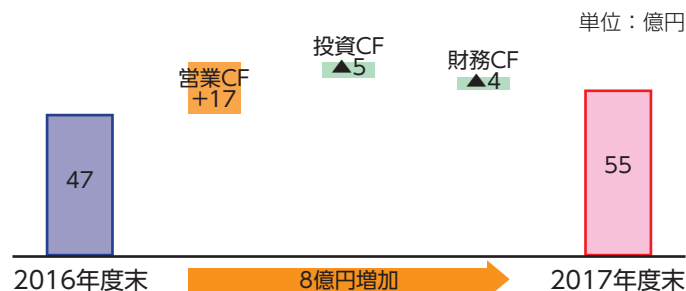 単位：億円
投資CF
▲5
財務CF
▲4
営業CF
+17
47
55
2016年度末
8億円増加
2017年度末